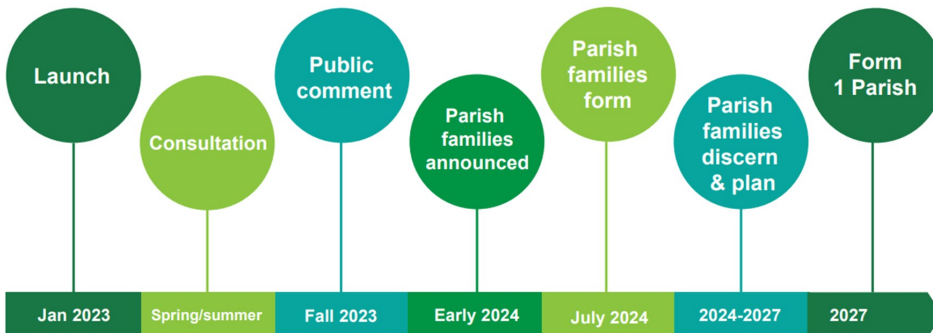 Launch
Consultation
Public
comment
Parish
families
announced
Parish
families
form
Parish
families
discern
& plan
Form
1 Parish
Jan 2023
Spring/summer
Fall 2023
Early 2024
July 2024
2024-2027
2027